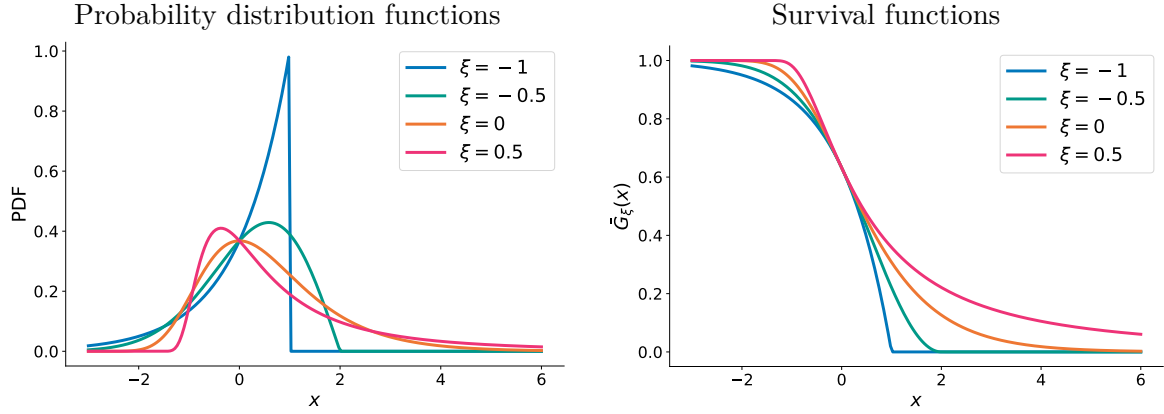 Probability distribution functions
1.0
0.8
0.6
0.4
0.2
0.0
PDF
−2
0
2
4
6
x
ξ = −1
ξ = −0.5
ξ = 0
ξ = 0.5
Survival functions
1.0
0.8
0.6
0.4
0.2
0.0
Ḡξ(x)
−2
0
2
4
6
x
ξ = −1
ξ = −0.5
ξ = 0
ξ = 0.5